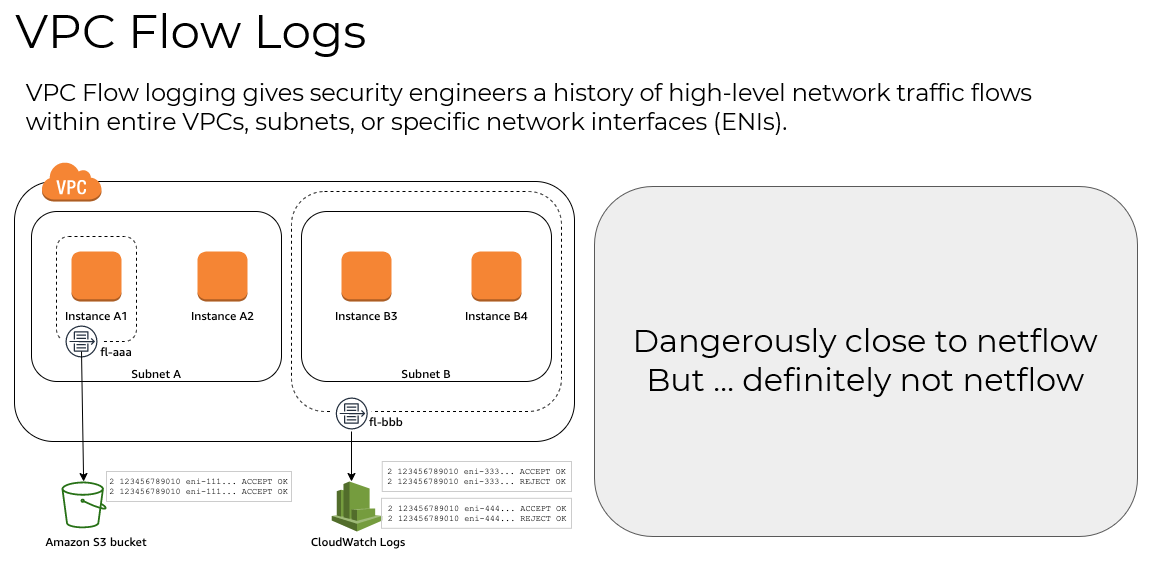 VPC Flow Logs
VPC Flow logging gives security engineers a history of high-level network traffic flows
within entire VPCs, subnets, or specific network interfaces (ENIs).
VPC
Instance A1
Instance A2
Instance B3
Instance B4
fl-aaa
Subnet A
Subnet B
fl-bbb
2 123456789010 eni-111... ACCEPT OK
2 123456789010 eni-111... ACCEPT OK
2 123456789010 eni-333... ACCEPT OK
2 123456789010 eni-333... REJECT OK
2 123456789010 eni-444... ACCEPT OK
2 123456789010 eni-444... REJECT OK
Amazon S3 bucket
CloudWatch Logs
Dangerously close to netflow
But ... definitely not netflow